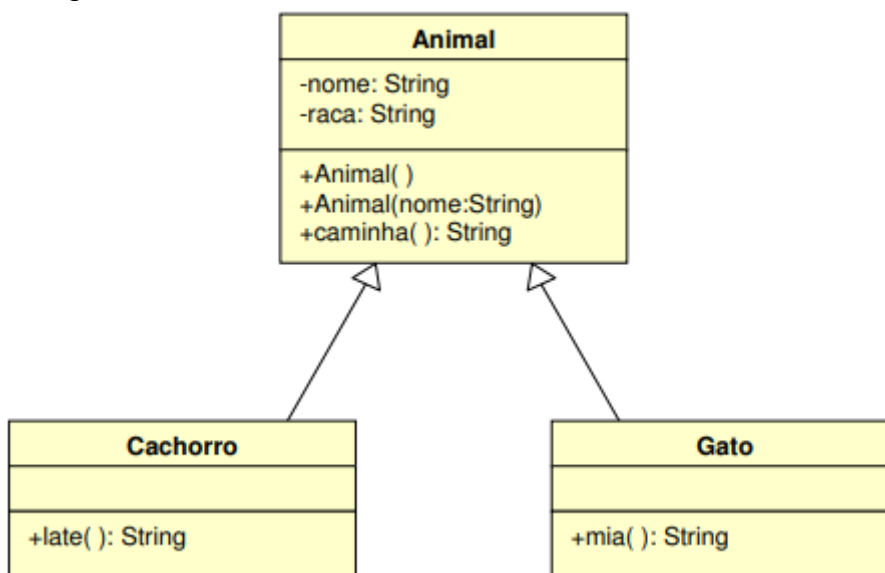 Animal
-nome: String
-raca: String
+Animal( )
+Animal(nome:String)
+caminha( ): String
Cachorro
+late( ): String
Gato
+mia( ): String